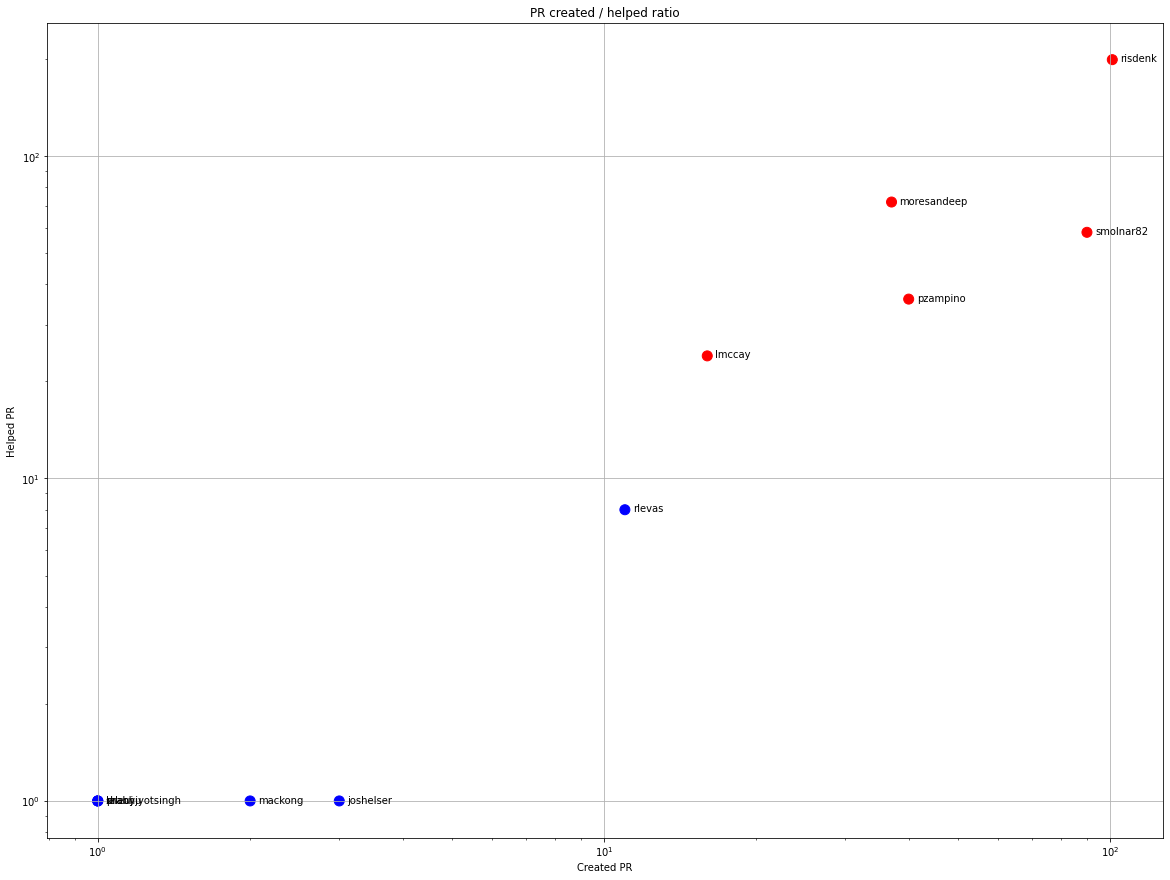 PR created / helped ratio
risdenk
10²
moresandeep
smolnar82
pzampino
lmccay
Helped PR
10¹
rlevas
10⁰
mackong
joshelser
10⁰
10¹
10²
Created PR